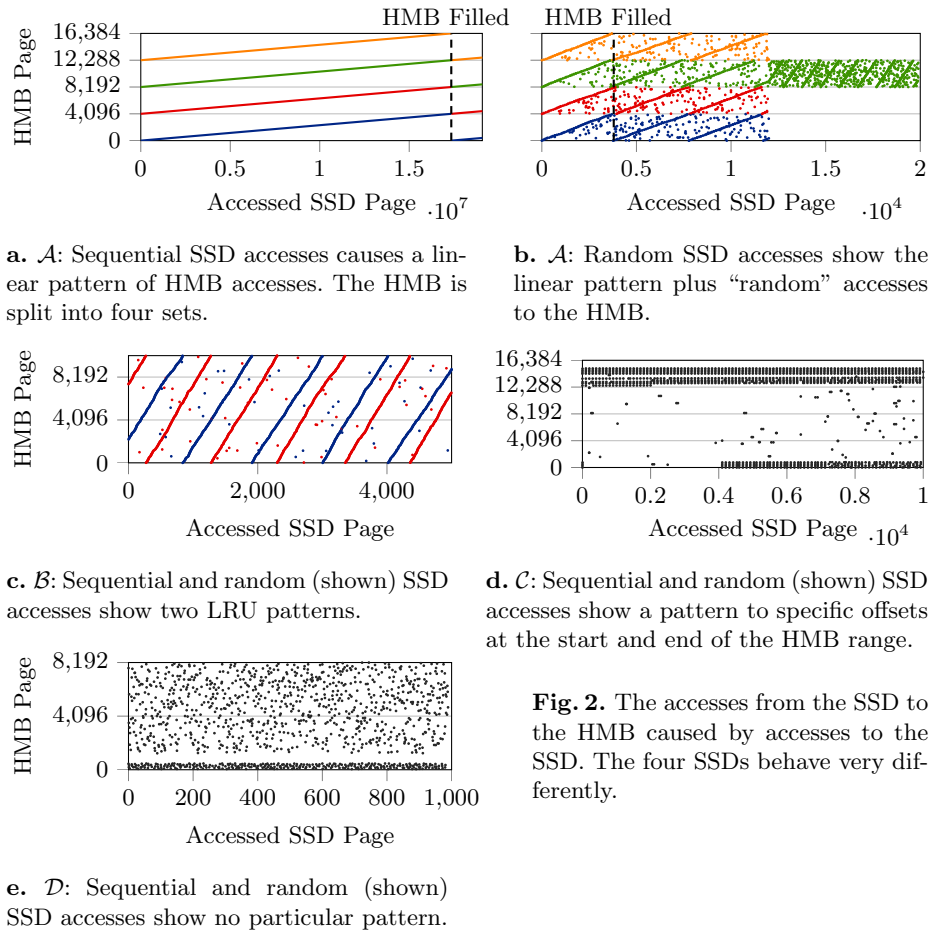 HMB Filled
HMB Page
16,384
12,288
8,192
4,096
0
0
0.5
1
1.5
Accessed SSD Page
·10⁷
HMB Filled
0
0.5
1
1.5
2
Accessed SSD Page
·10⁴
a. 𝒜: Sequential SSD accesses causes a lin-
ear pattern of HMB accesses. The HMB is
split into four sets.
b. 𝒜: Random SSD accesses show the
linear pattern plus “random” accesses
to the HMB.
HMB Page
8,192
4,096
0
0
2,000
4,000
Accessed SSD Page
16,384
12,288
8,192
4,096
0
0
0.2
0.4
0.6
0.8
1
Accessed SSD Page
·10⁴
c. ℬ: Sequential and random (shown) SSD
accesses show two LRU patterns.
d. 𝒞: Sequential and random (shown) SSD
accesses show a pattern to specific offsets
at the start and end of the HMB range.
HMB Page
8,192
4,096
0
0
200
400
600
800
1,000
Accessed SSD Page
Fig. 2. The accesses from the SSD to
the HMB caused by accesses to the
SSD. The four SSDs behave very dif-
ferently.
e. 𝒟: Sequential and random (shown)
SSD accesses show no particular pattern.